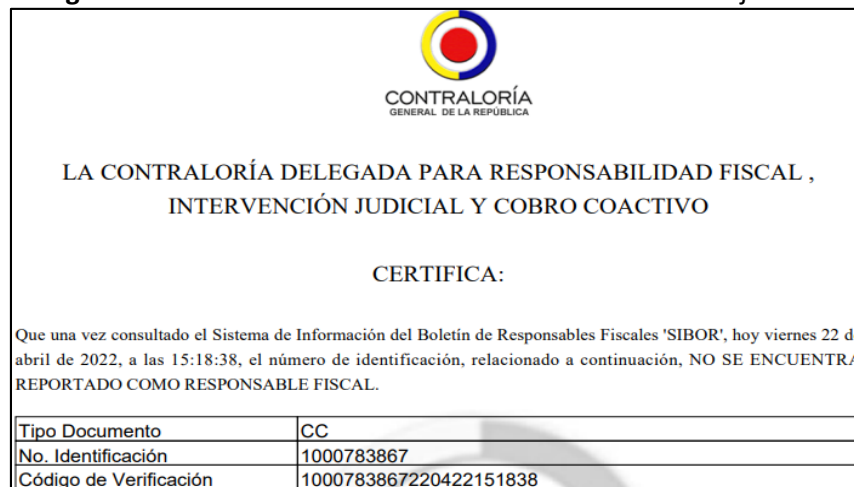 CONTRALORÍA
GENERAL DE LA REPÚBLICA
LA CONTRALORÍA DELEGADA PARA RESPONSABILIDAD FISCAL ,
INTERVENCIÓN JUDICIAL Y COBRO COACTIVO
CERTIFICA:
Que una vez consultado el Sistema de Información del Boletín de Responsables Fiscales 'SIBOR', hoy viernes 22 d
abril de 2022, a las 15:18:38, el número de identificación, relacionado a continuación, NO SE ENCUENTRA
REPORTADO COMO RESPONSABLE FISCAL.
Tipo Documento CC
No. Identificación 1000783867
Código de Verificación 1000783867220422151838